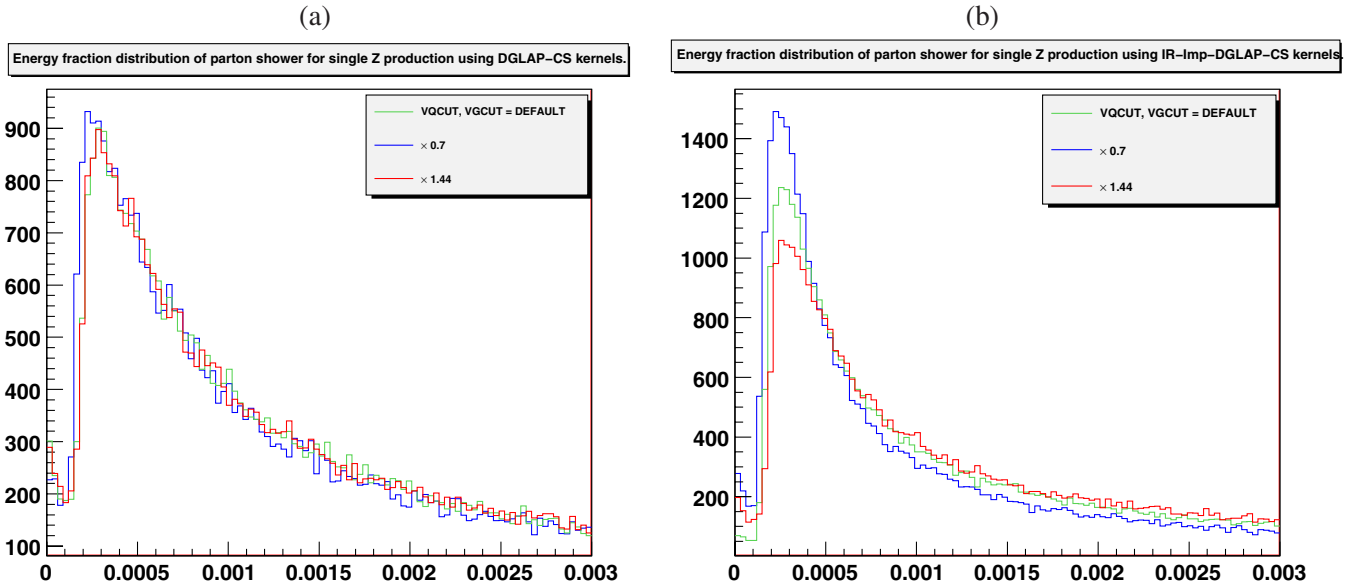 (a)
Energy fraction distribution of parton shower for single Z production using DGLAP−CS kernels.
VQCUT, VGCUT = DEFAULT
× 0.7
× 1.44
900
800
700
600
500
400
300
200
100
0 0.0005 0.001 0.0015 0.002 0.0025 0.003
(b)
Energy fraction distribution of parton shower for single Z production using IR−Imp−DGLAP−CS kernels.
VQCUT, VGCUT = DEFAULT
× 0.7
× 1.44
1400
1200
1000
800
600
400
200
0 0.0005 0.001 0.0015 0.002 0.0025 0.003